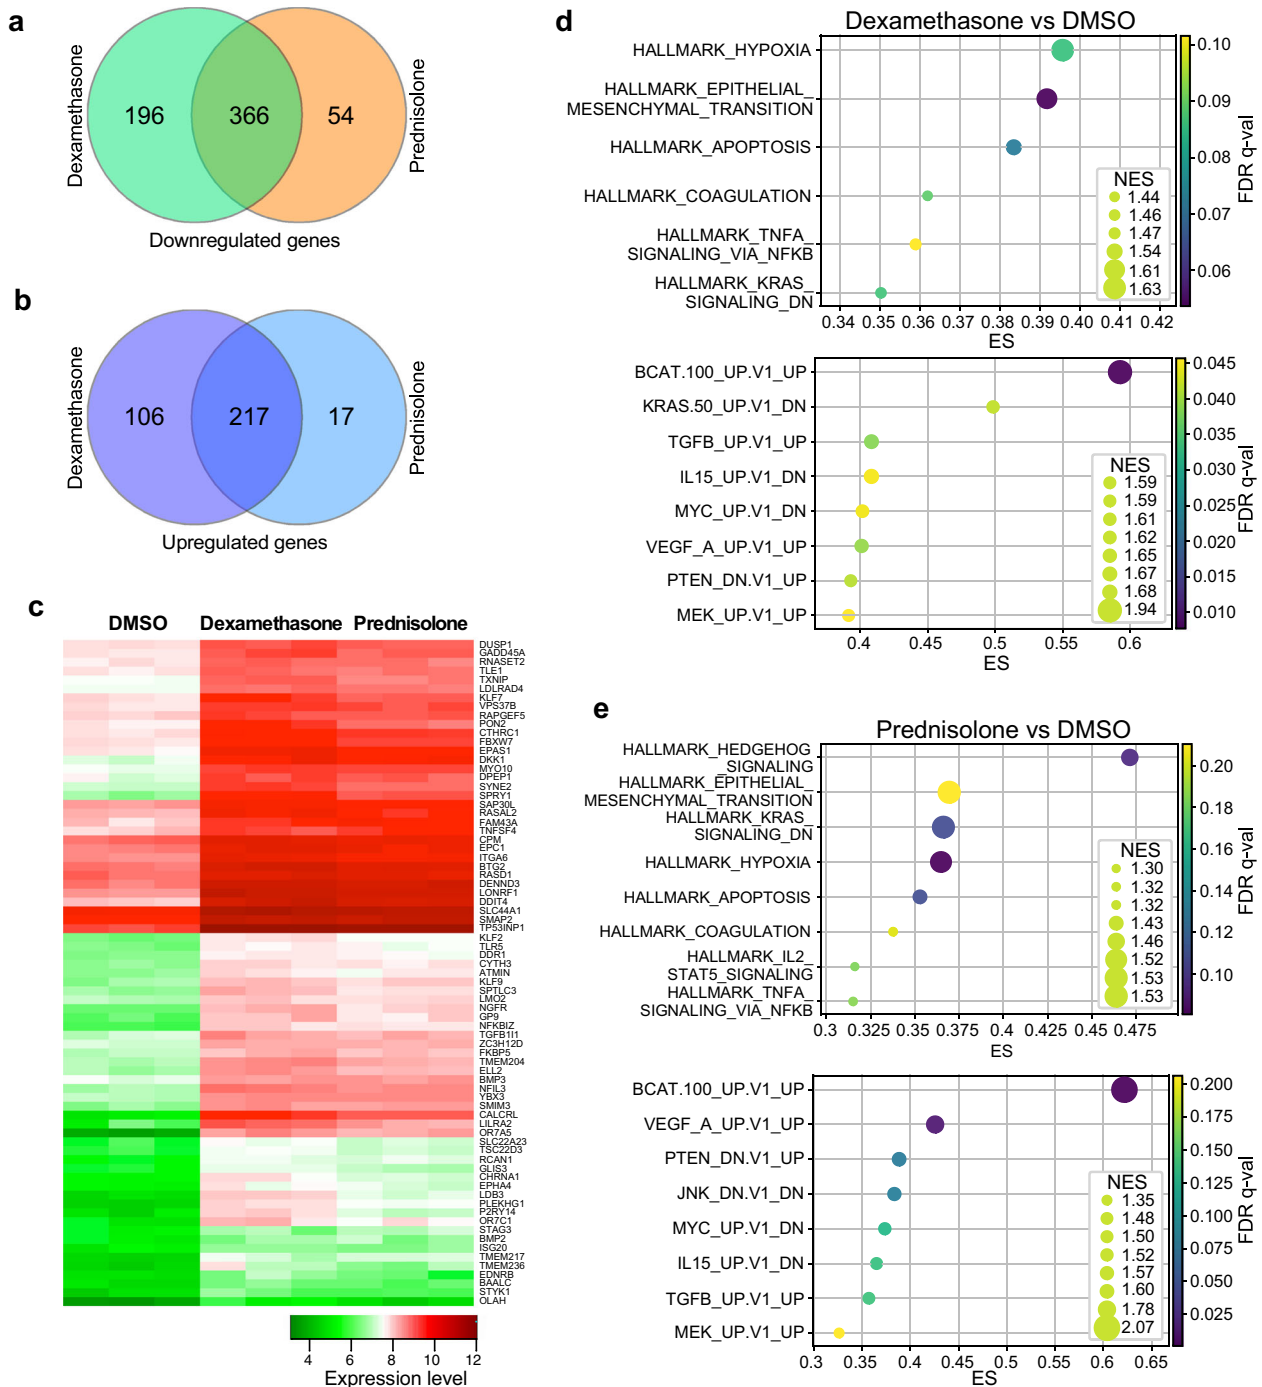 a
Dexamethasone
196
366
54
Prednisolone
Downregulated genes
b
Dexamethasone
106
217
17
Prednisolone
Upregulated genes
c
DMSO
Dexamethasone
Prednisolone
DUSP1
GADD45A
RNASET2
TLE1
TXNIP
LDLRAD4
KLF7
VPS37B
RAPGEF5
PON2
CTHRC1
FBXW7
EPAS1
DKK1
MYO10
DPEP1
SYNE2
SPRY1
SAP30L
RASAL2
FAM43A
TNFSF4
CPM
EPC1
ITGA6
BTG2
RASD1
DENND3
LONRF1
DDIT4
SLC44A1
SMAP2
TP53INP1
KLF2
TLR5
DDR1
CYTH3
ATMIN
KLF9
SPTLC3
LMO2
NGFR
GP9
NFKBIZ
TGFB1I1
ZC3H12D
FKBP5
TMEM204
ELL2
BMP3
NFIL3
YBX3
SMIM3
CALCRL
LILRA2
OR7A5
SLC22A23
TSC22D3
RCAN1
GLIS3
CHRNA1
EPHA4
LDB3
PLEKHG1
P2RY14
OR7C1
STAG3
BMP2
ISG20
TMEM217
TMEM236
EDNRB
BAALC
STYK1
OLAH
4 6 8 10 12
Expression level
d
Dexamethasone vs DMSO
HALLMARK_HYPOXIA
HALLMARK_EPITHELIAL_
MESENCHYMAL_TRANSITION
HALLMARK_APOPTOSIS
HALLMARK_COAGULATION
HALLMARK_TNFA_
SIGNALING_VIA_NFKB
HALLMARK_KRAS_
SIGNALING_DN
NES
1.44
1.46
1.47
1.54
1.61
1.63
0.34 0.35 0.36 0.37 0.38 0.39 0.40 0.41 0.42
ES
0.10
0.09
0.08
0.07
0.06
FDR q-val
BCAT.100_UP.V1_UP
KRAS.50_UP.V1_DN
TGFB_UP.V1_UP
IL15_UP.V1_DN
MYC_UP.V1_DN
VEGF_A_UP.V1_UP
PTEN_DN.V1_UP
MEK_UP.V1_UP
NES
1.59
1.59
1.61
1.62
1.65
1.67
1.68
1.94
0.4 0.45 0.5 0.55 0.6
ES
0.045
0.040
0.035
0.030
0.025
0.020
0.015
0.010
FDR q-val
e
Prednisolone vs DMSO
HALLMARK_HEDGEHOG
_SIGNALING
HALLMARK_EPITHELIAL_
MESENCHYMAL_TRANSITION
HALLMARK_KRAS_
SIGNALING_DN
HALLMARK_HYPOXIA
HALLMARK_APOPTOSIS
HALLMARK_COAGULATION
HALLMARK_IL2_
STAT5_SIGNALING
HALLMARK_TNFA_
SIGNALING_VIA_NFKB
NES
1.30
1.32
1.32
1.43
1.46
1.52
1.53
1.53
0.3 0.325 0.35 0.375 0.4 0.425 0.45 0.475
ES
0.20
0.18
0.16
0.14
0.12
0.10
FDR q-val
BCAT.100_UP.V1_UP
VEGF_A_UP.V1_UP
PTEN_DN.V1_UP
JNK_DN.V1_DN
MYC_UP.V1_DN
IL15_UP.V1_DN
TGFB_UP.V1_UP
MEK_UP.V1_UP
NES
1.35
1.48
1.50
1.52
1.57
1.60
1.78
2.07
0.3 0.35 0.4 0.45 0.5 0.55 0.6 0.65
ES
0.200
0.175
0.150
0.125
0.100
0.075
0.050
0.025
FDR q-val